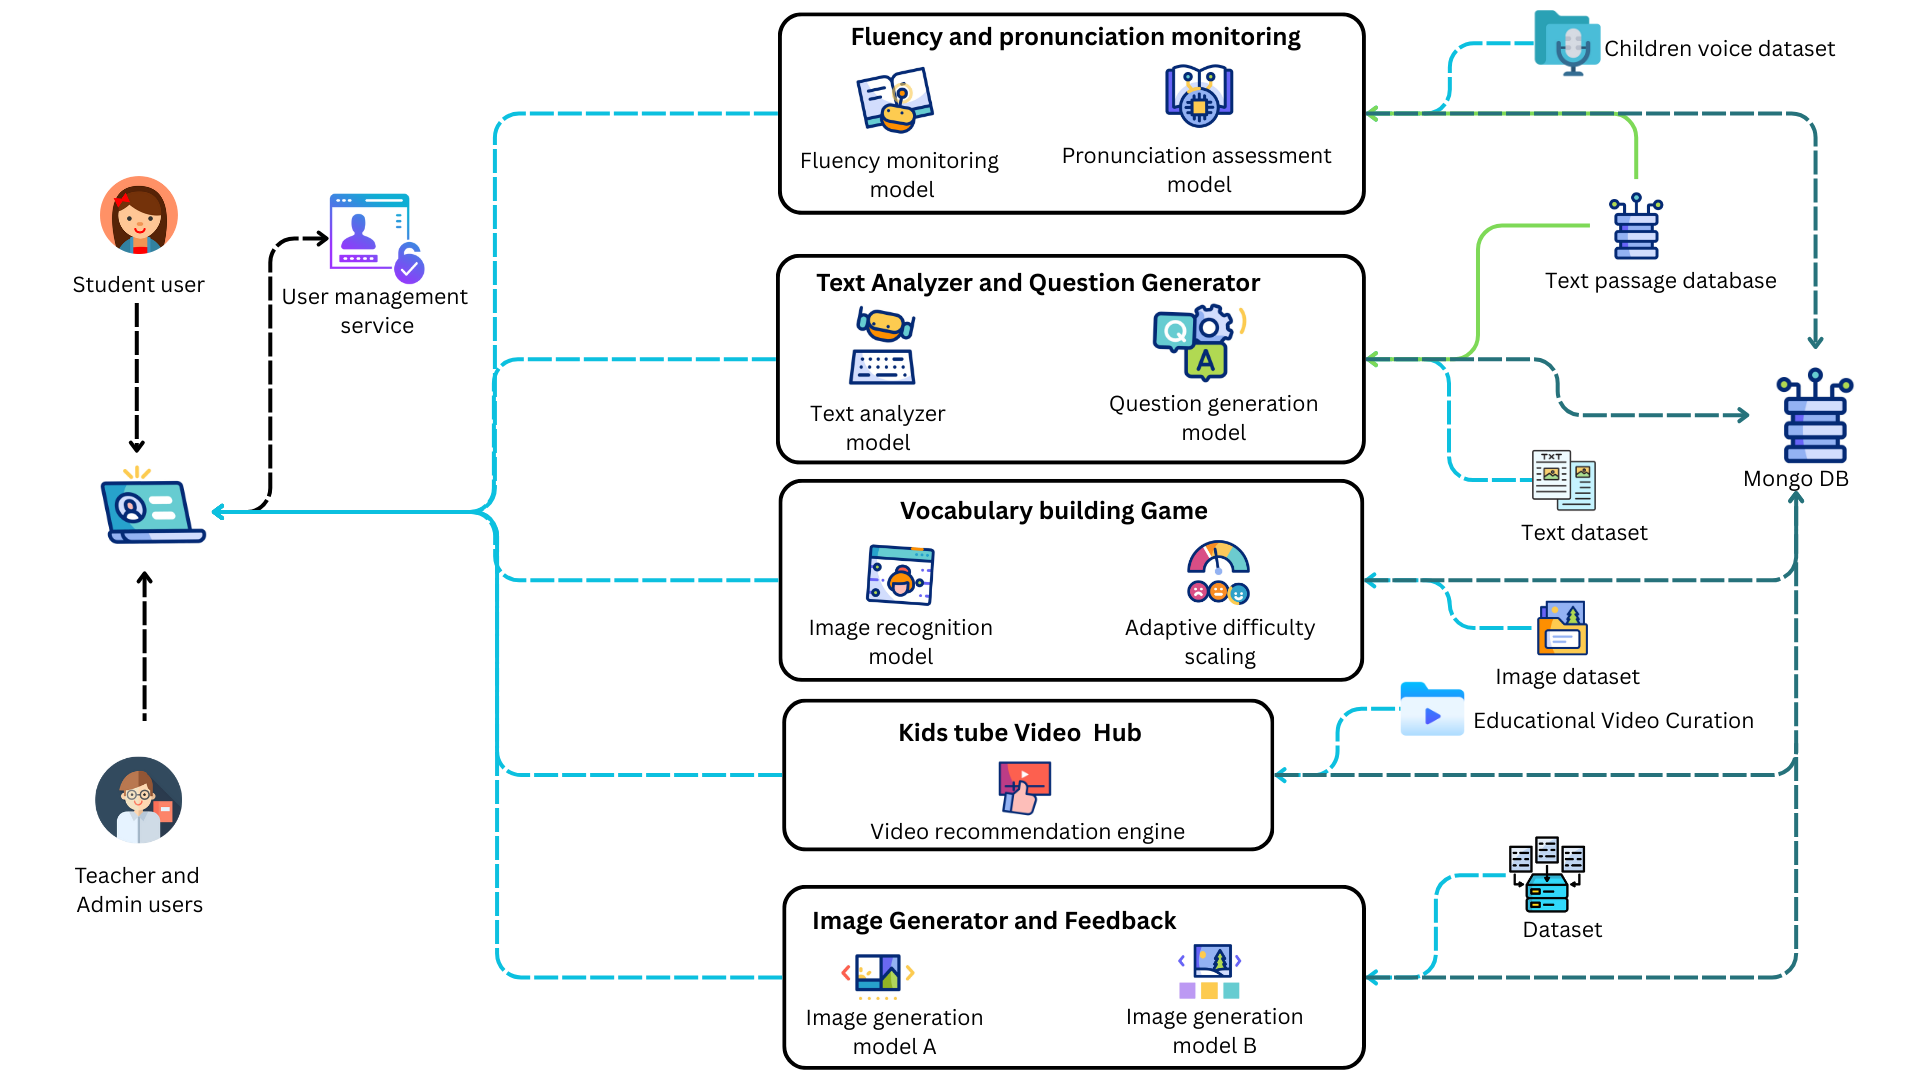 Fluency and pronunciation monitoring
Fluency monitoring
model
Pronunciation assessment
model
Children voice dataset
Student user
User management
service
Text passage database
Text Analyzer and Question Generator
Text analyzer
model
Q
A
Question generation
model
TXT
Text dataset
Mongo DB
Vocabulary building Game
Image recognition
model
Adaptive difficulty
scaling
Image dataset
Educational Video Curation
Kids tube Video  Hub
Video recommendation engine
Teacher and
Admin users
Dataset
Image Generator and Feedback
Image generation
model A
Image generation
model B